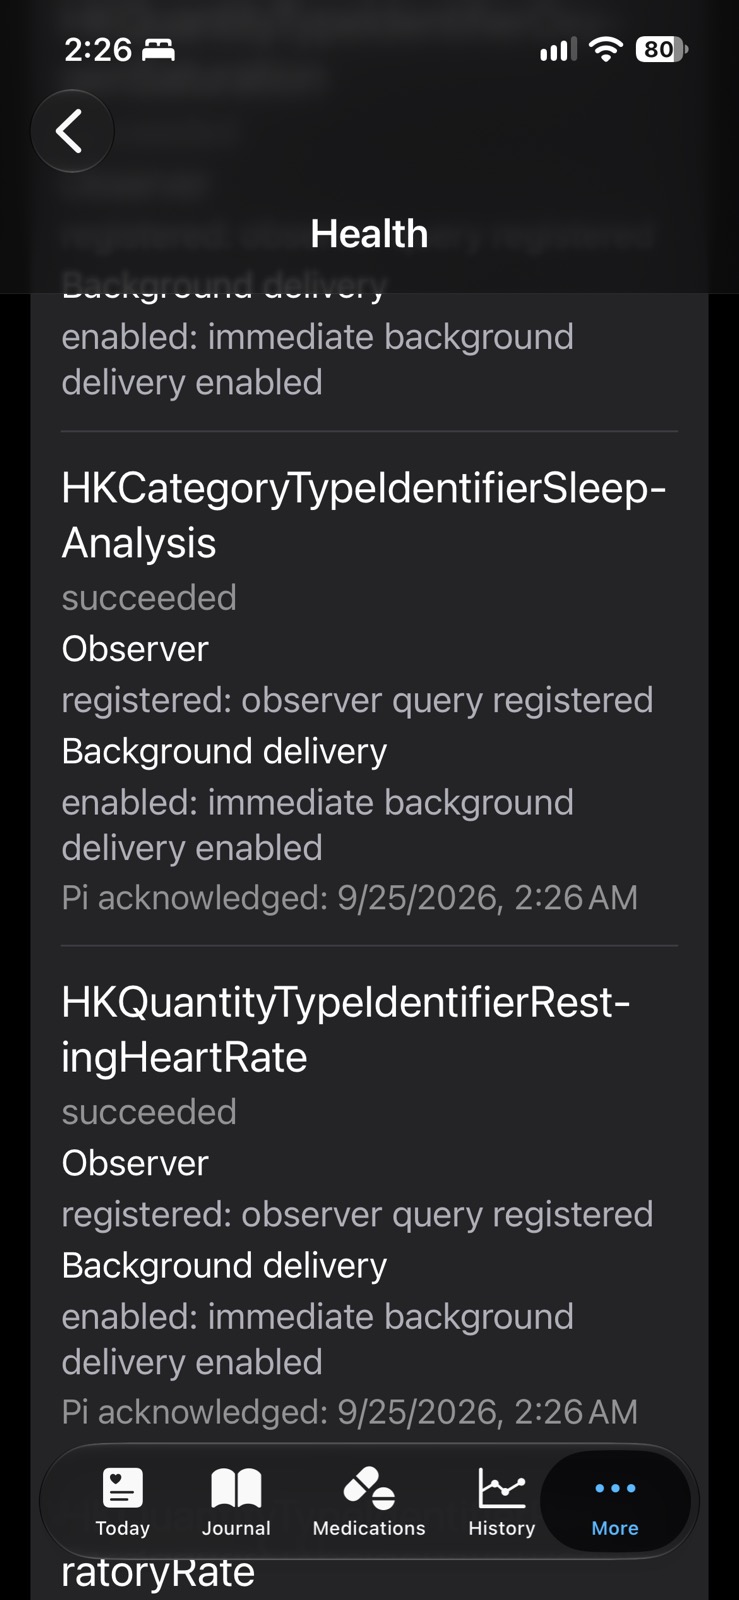 2:26
80
Health
Background delivery
enabled: immediate background
delivery enabled
HKCategoryTypeIdentifierSleep-
Analysis
succeeded
Observer
registered: observer query registered
Background delivery
enabled: immediate background
delivery enabled
Pi acknowledged: 9/25/2026, 2:26 AM
HKQuantityTypeIdentifierRest-
ingHeartRate
succeeded
Observer
registered: observer query registered
Background delivery
enabled: immediate background
delivery enabled
Pi acknowledged: 9/25/2026, 2:26 AM
Today
Journal
Medications
History
More
ratoryRate